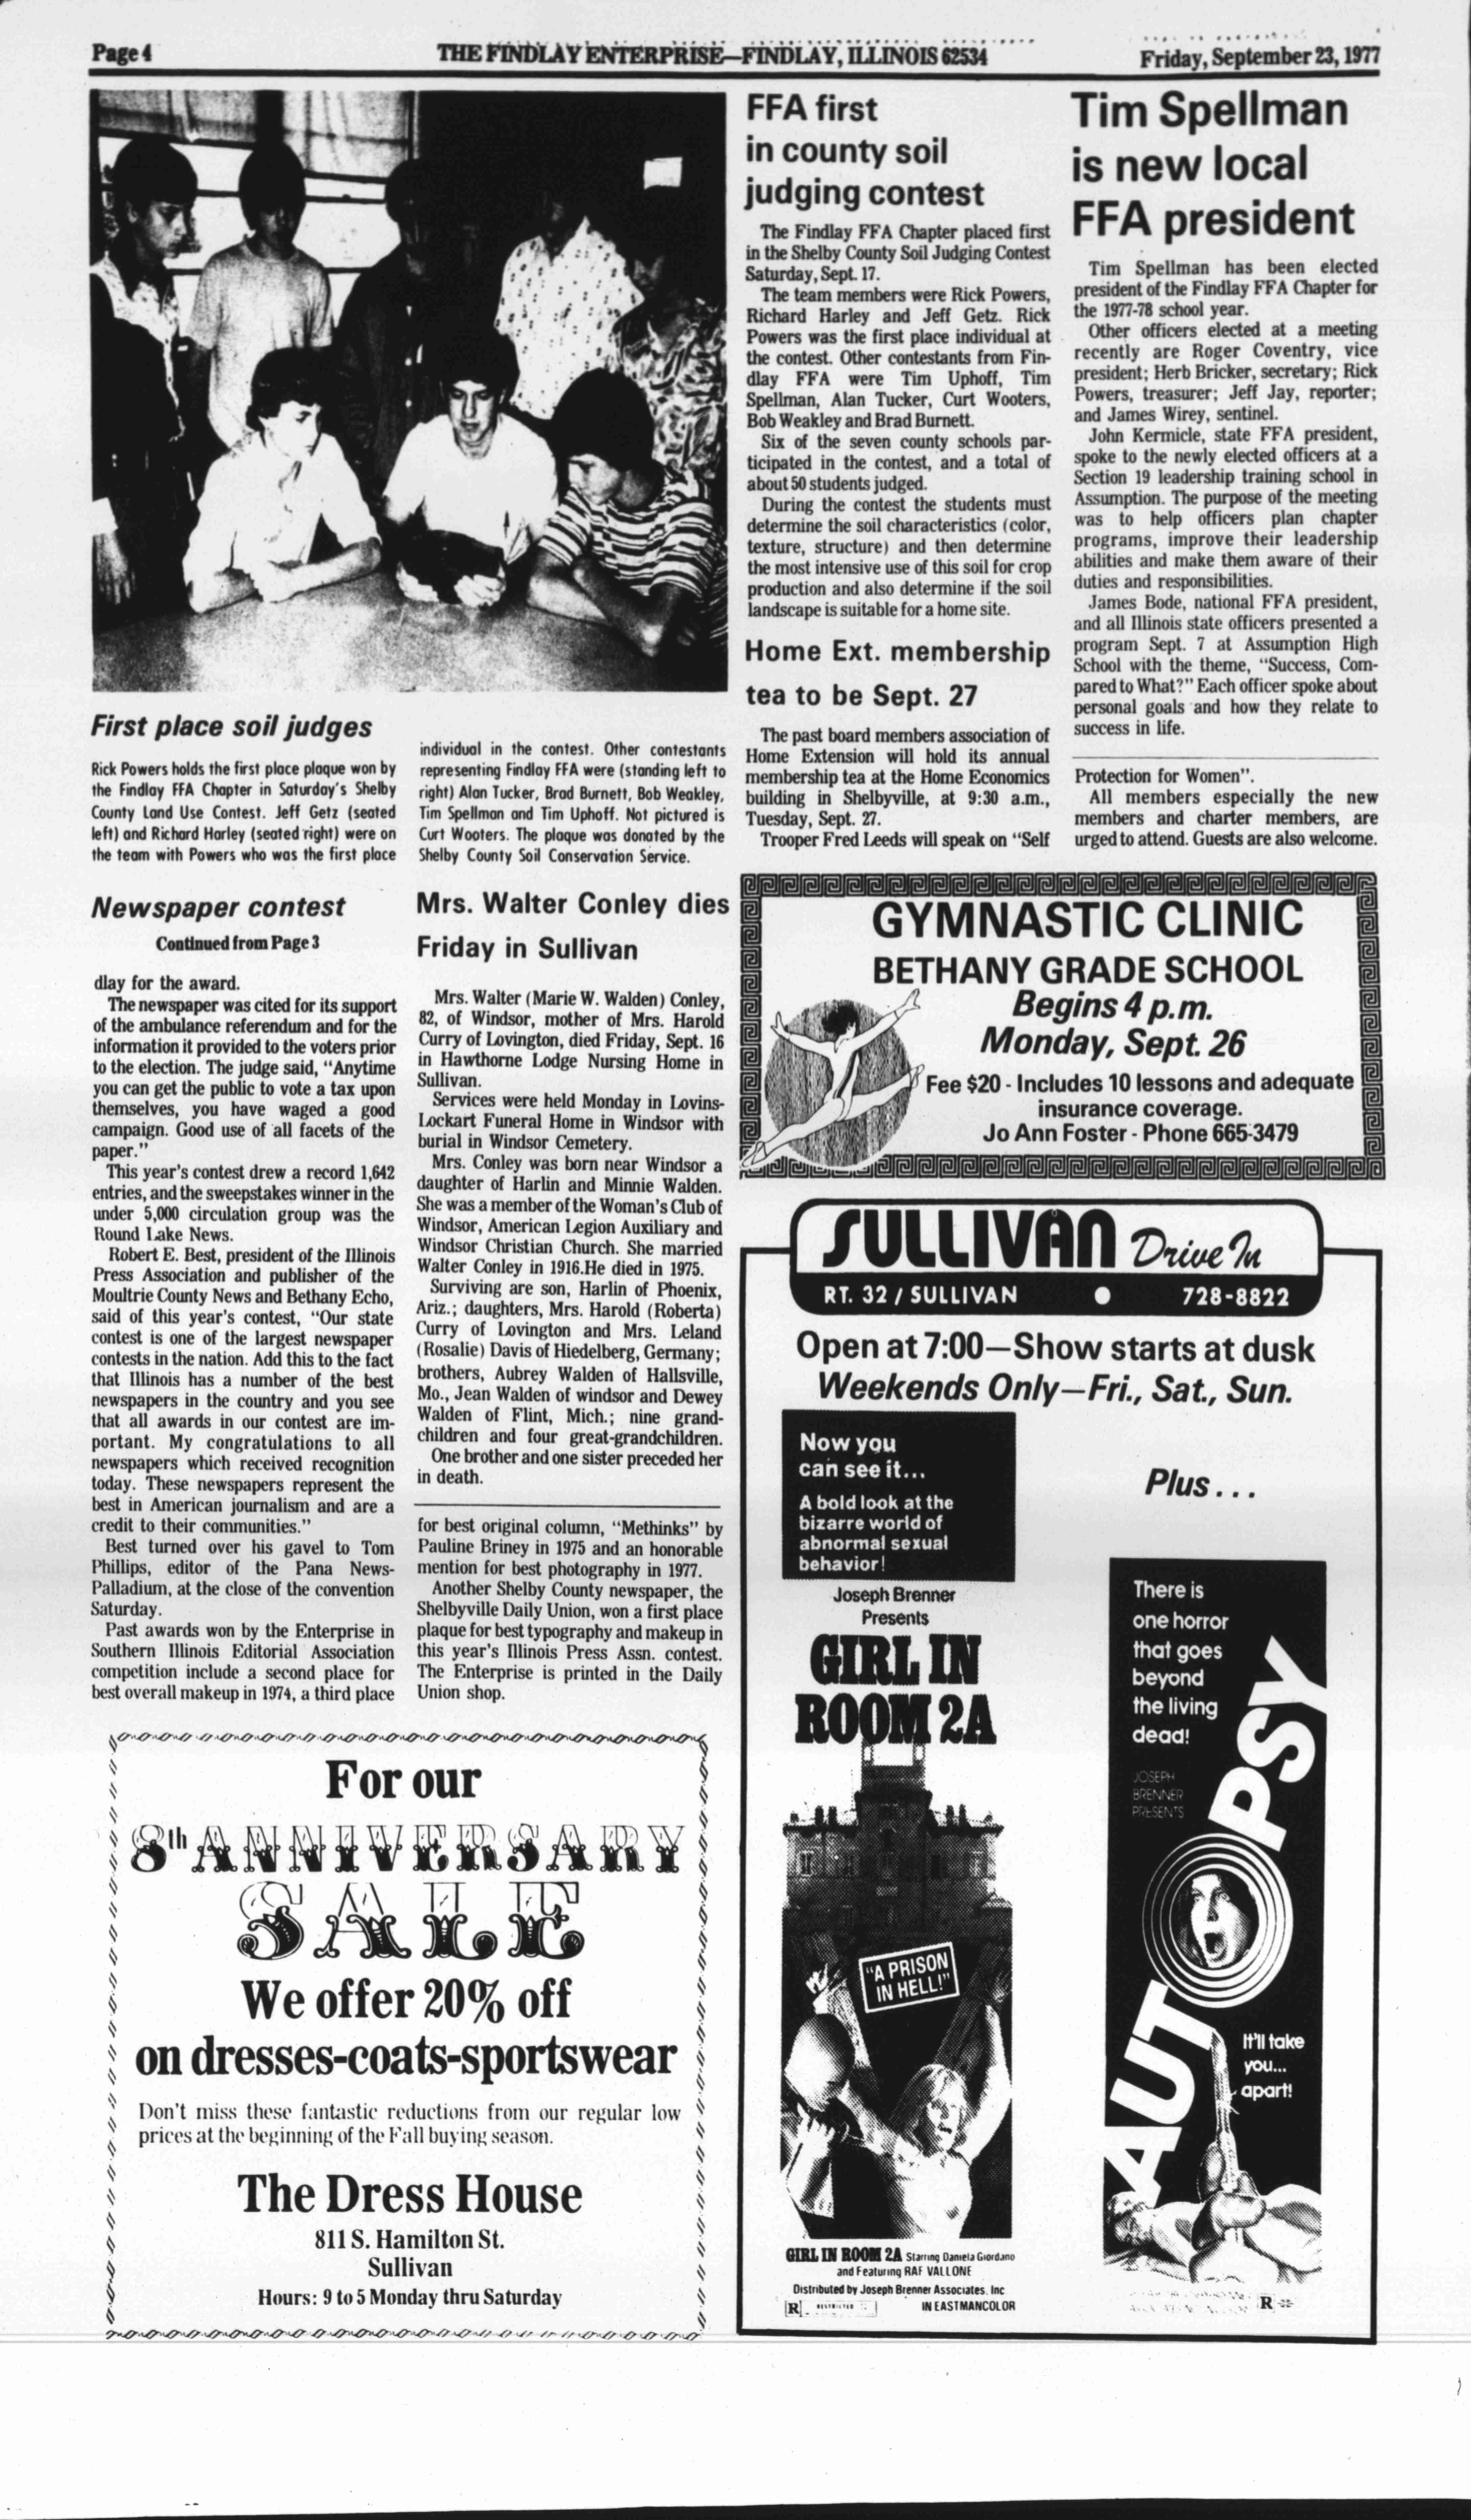 Page 4
THE FINDLAY ENTERPRISE—FINDLAY, ILLINOIS 62534
Friday, September 23, 1977
First place soil judges
Rick Powers holds the first place plaque won by
the Findlay FFA Chapter in Saturday's Shelby
County Land Use Contest. Jeff Getz (seated
left) and Richard Harley (seated right) were on
the team with Powers who was the first place
individual in the contest. Other contestants
representing Findlay FFA were (standing left to
right) Alan Tucker, Brad Burnett, Bob Weakley,
Tim Spellman and Tim Uphoff. Not pictured is
Curt Wooters. The plaque was donated by the
Shelby County Soil Conservation Service.
FFA first
in county soil
judging contest
The Findlay FFA Chapter placed first
in the Shelby County Soil Judging Contest
Saturday, Sept. 17.
The team members were Rick Powers,
Richard Harley and Jeff Getz. Rick
Powers was the first place individual at
the contest. Other contestants from Fin-
dlay FFA were Tim Uphoff, Tim
Spellman, Alan Tucker, Curt Wooters,
Bob Weakley and Brad Burnett.
Six of the seven county schools par-
ticipated in the contest, and a total of
about 50 students judged.
During the contest the students must
determine the soil characteristics (color,
texture, structure) and then determine
the most intensive use of this soil for crop
production and also determine if the soil
landscape is suitable for a home site.
Tim Spellman
is new local
FFA president
Tim Spellman has been elected
president of the Findlay FFA Chapter for
the 1977-78 school year.
Other officers elected at a meeting
recently are Roger Coventry, vice
president; Herb Bricker, secretary; Rick
Powers, treasurer; Jeff Jay, reporter;
and James Wirey, sentinel.
John Kermicle, state FFA president,
spoke to the newly elected officers at a
Section 19 leadership training school in
Assumption. The purpose of the meeting
was to help officers plan chapter
programs, improve their leadership
abilities and make them aware of their
duties and responsibilities.
James Bode, national FFA president,
and all Illinois state officers presented a
program Sept. 7 at Assumption High
School with the theme, "Success, Com-
pared to What?" Each officer spoke about
personal goals and how they relate to
success in life.
Home Ext. membership
tea to be Sept. 27
The past board members association of
Home Extension will hold its annual
membership tea at the Home Economics
building in Shelbyville, at 9:30 a.m.,
Tuesday, Sept. 27.
Trooper Fred Leeds will speak on "Self
Protection for Women".
All members especially the new
members and charter members, are
urged to attend. Guests are also welcome.
Newspaper contest
Continued from Page 3
dlay for the award.
The newspaper was cited for its support
of the ambulance referendum and for the
information it provided to the voters prior
to the election. The judge said, "Anytime
you can get the public to vote a tax upon
themselves, you have waged a good
campaign. Good use of all facets of the
paper."
This year's contest drew a record 1,642
entries, and the sweepstakes winner in the
under 5,000 circulation group was the
Round Lake News.
Robert E. Best, president of the Illinois
Press Association and publisher of the
Moultrie County News and Bethany Echo,
said of this year's contest, "Our state
contest is one of the largest newspaper
contests in the nation. Add this to the fact
that Illinois has a number of the best
newspapers in the country and you see
that all awards in our contest are im-
portant. My congratulations to all
newspapers which received recognition
today. These newspapers represent the
best in American journalism and are a
credit to their communities."
Best turned over his gavel to Tom
Phillips, editor of the Pana News-
Palladium, at the close of the convention
Saturday.
Past awards won by the Enterprise in
Southern Illinois Editorial Association
competition include a second place for
best overall makeup in 1974, a third place
for best original column, "Methinks" by
Pauline Briney in 1975 and an honorable
mention for best photography in 1977.
Another Shelby County newspaper, the
Shelbyville Daily Union, won a first place
plaque for best typography and makeup in
this year's Illinois Press Assn. contest.
The Enterprise is printed in the Daily
Union shop.
Mrs. Walter Conley dies
Friday in Sullivan
Mrs. Walter (Marie W. Walden) Conley,
82, of Windsor, mother of Mrs. Harold
Curry of Lovington, died Friday, Sept. 16
in Hawthorne Lodge Nursing Home in
Sullivan.
Services were held Monday in Lovins-
Lockart Funeral Home in Windsor with
burial in Windsor Cemetery.
Mrs. Conley was born near Windsor a
daughter of Harlin and Minnie Walden.
She was a member of the Woman's Club of
Windsor, American Legion Auxiliary and
Windsor Christian Church. She married
Walter Conley in 1916.He died in 1975.
Surviving are son, Harlin of Phoenix,
Ariz.; daughters, Mrs. Harold (Roberta)
Curry of Lovington and Mrs. Leland
(Rosalie) Davis of Hiedelberg, Germany;
brothers, Aubrey Walden of Hallsville,
Mo., Jean Walden of windsor and Dewey
Walden of Flint, Mich.; nine grand-
children and four great-grandchildren.
One brother and one sister preceded her
in death.
GYMNASTIC CLINIC
BETHANY GRADE SCHOOL
Begins 4 p.m.
Monday, Sept. 26
Fee $20 - Includes 10 lessons and adequate
insurance coverage.
Jo Ann Foster - Phone 665-3479
SULLIVAN Drive In
RT. 32 / SULLIVAN • 728-8822
Open at 7:00—Show starts at dusk
Weekends Only—Fri., Sat., Sun.
Now you
can see it...
A bold look at the
bizarre world of
abnormal sexual
behavior!
Joseph Brenner
Presents
GIRL IN
ROOM 2A
"A PRISON
IN HELL!"
GIRL IN ROOM 2A Starring Daniela Giordano
and Featuring RAF VALLONE
Distributed by Joseph Brenner Associates, Inc
R RESTRICTED IN EASTMANCOLOR
Plus...
There is
one horror
that goes
beyond
the living
dead!
JOSEPH
BRENNER
PRESENTS
AUTOPSY
It'll take
you...
apart!
R
For our
8th ANNIVERSARY
SALE
We offer 20% off
on dresses-coats-sportswear
Don't miss these fantastic reductions from our regular low
prices at the beginning of the Fall buying season.
The Dress House
811 S. Hamilton St.
Sullivan
Hours: 9 to 5 Monday thru Saturday